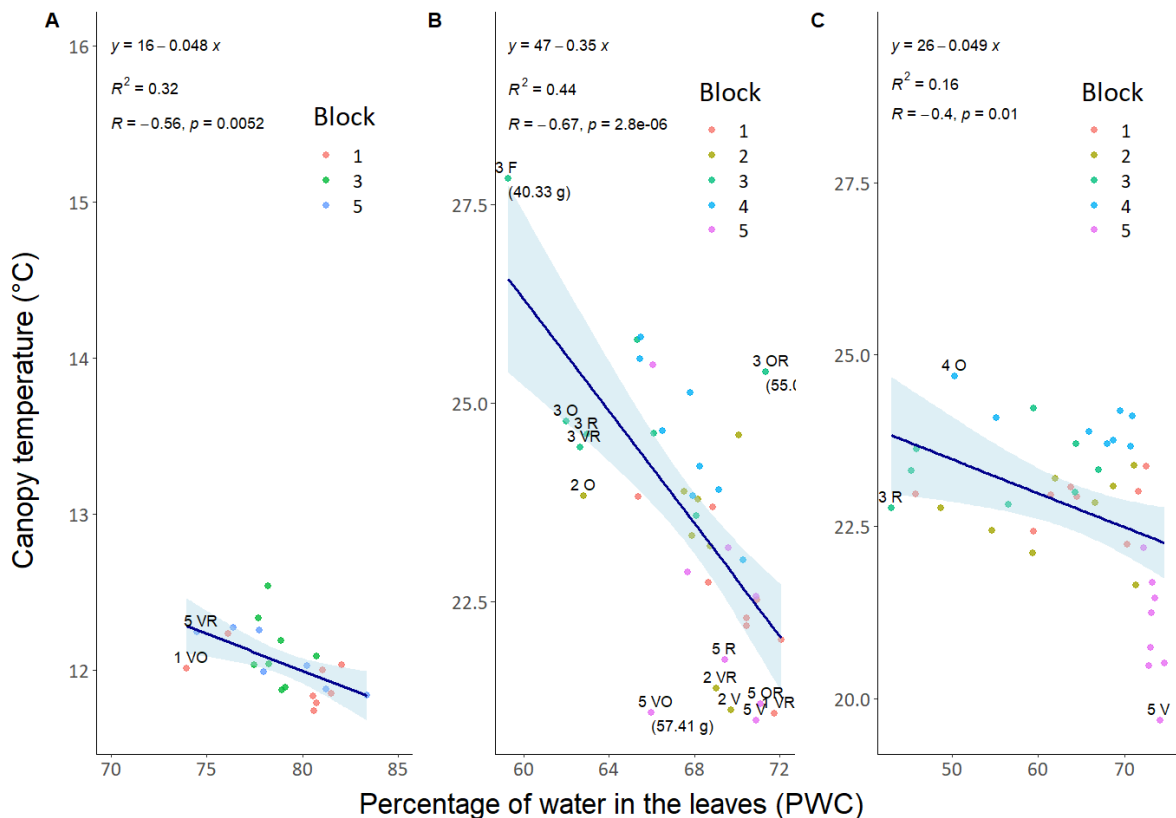 A
y = 16 − 0.048 x
R² = 0.32
R = −0.56, p = 0.0052
Block
1
3
5
16
15
14
13
12
5 VR
1 VO
70
75
80
85
B
y = 47 − 0.35 x
R² = 0.44
R = −0.67, p = 2.8e-06
Block
1
2
3
4
5
3 F
(40.33 g)
27.5
25.0
22.5
3 OR
(55.0
3 O
3 R
3 VR
2 O
5 R
2 VR
5 OR
5 VO
2 V
5 V
1 VR
(57.41 g)
60
64
68
72
C
y = 26 − 0.049 x
R² = 0.16
R = −0.4, p = 0.01
Block
1
2
3
4
5
27.5
25.0
22.5
20.0
4 O
3 R
5 V
50
60
70
Canopy temperature (°C)
Percentage of water in the leaves (PWC)